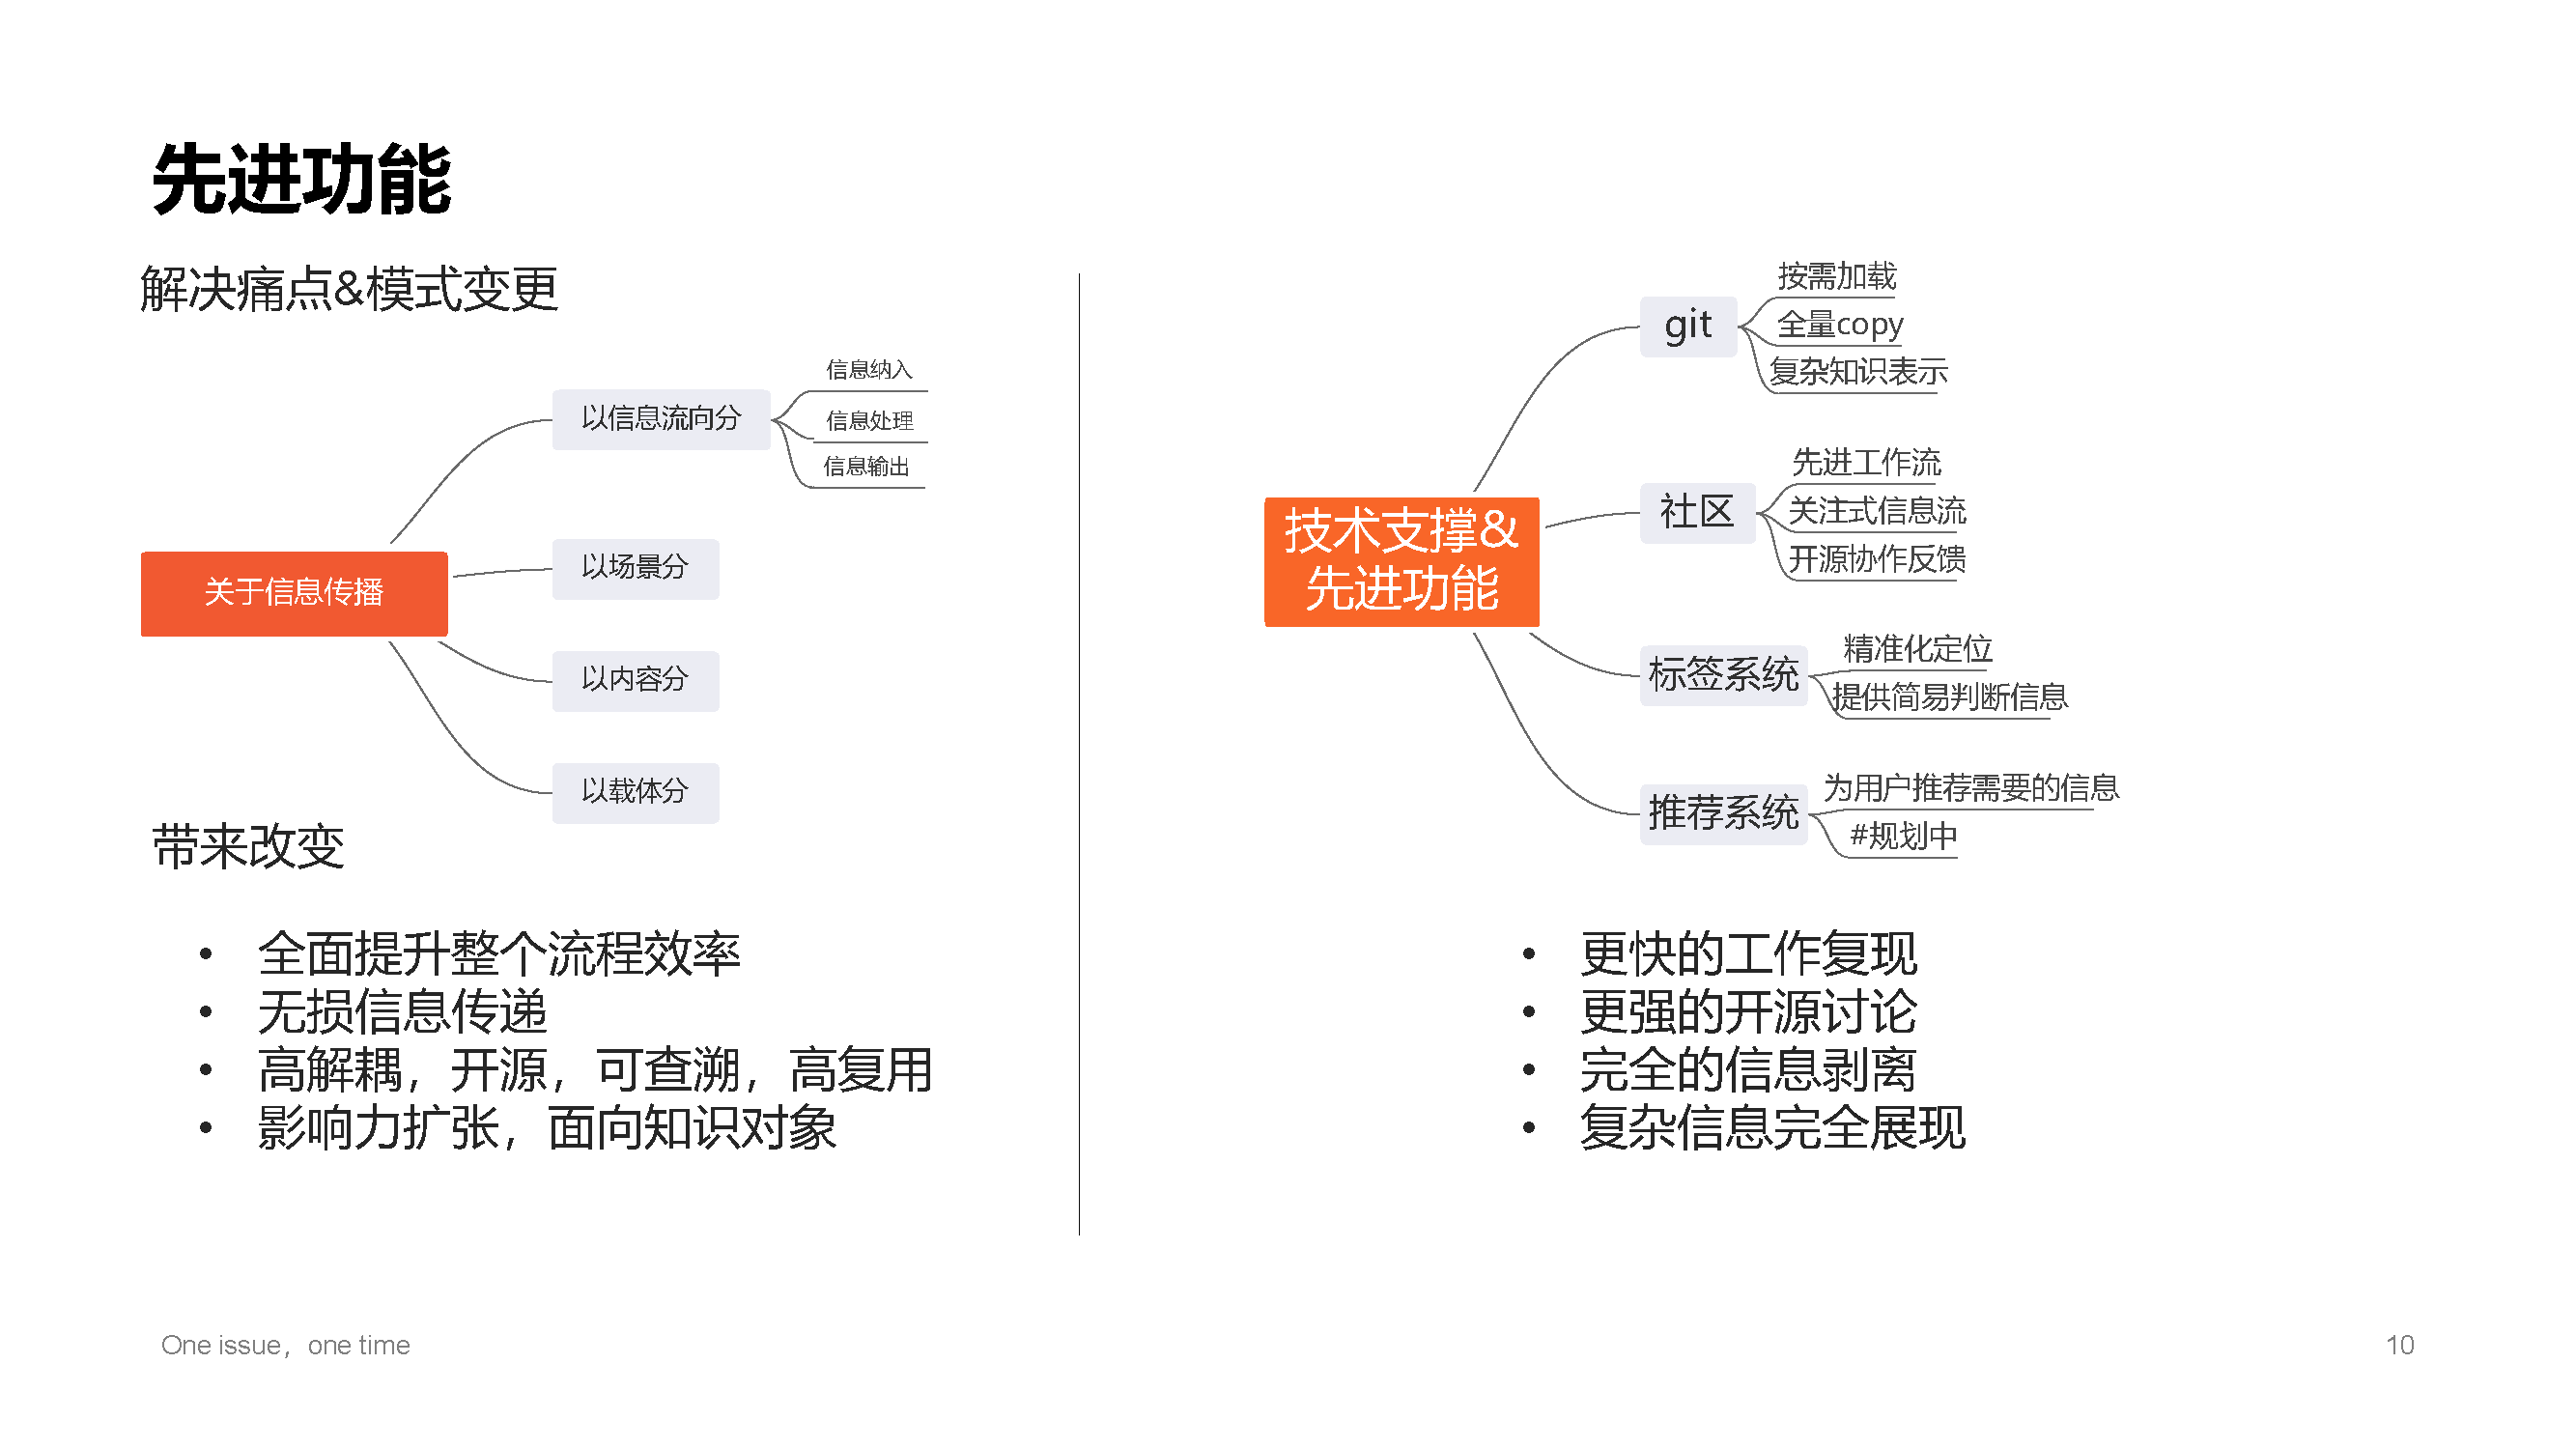 先进功能
解决痛点&模式变更
关于信息传播
以信息流向分
信息纳入
信息处理
信息输出
以场景分
以内容分
以载体分
带来改变
• 全面提升整个流程效率
• 无损信息传递
• 高解耦，开源，可查溯，高复用
• 影响力扩张，面向知识对象
技术支撑&
先进功能
git
按需加载
全量copy
复杂知识表示
社区
先进工作流
关注式信息流
开源协作反馈
标签系统
精准化定位
提供简易判断信息
推荐系统
为用户推荐需要的信息
#规划中
• 更快的工作复现
• 更强的开源讨论
• 完全的信息剥离
• 复杂信息完全展现
One issue，one time
10